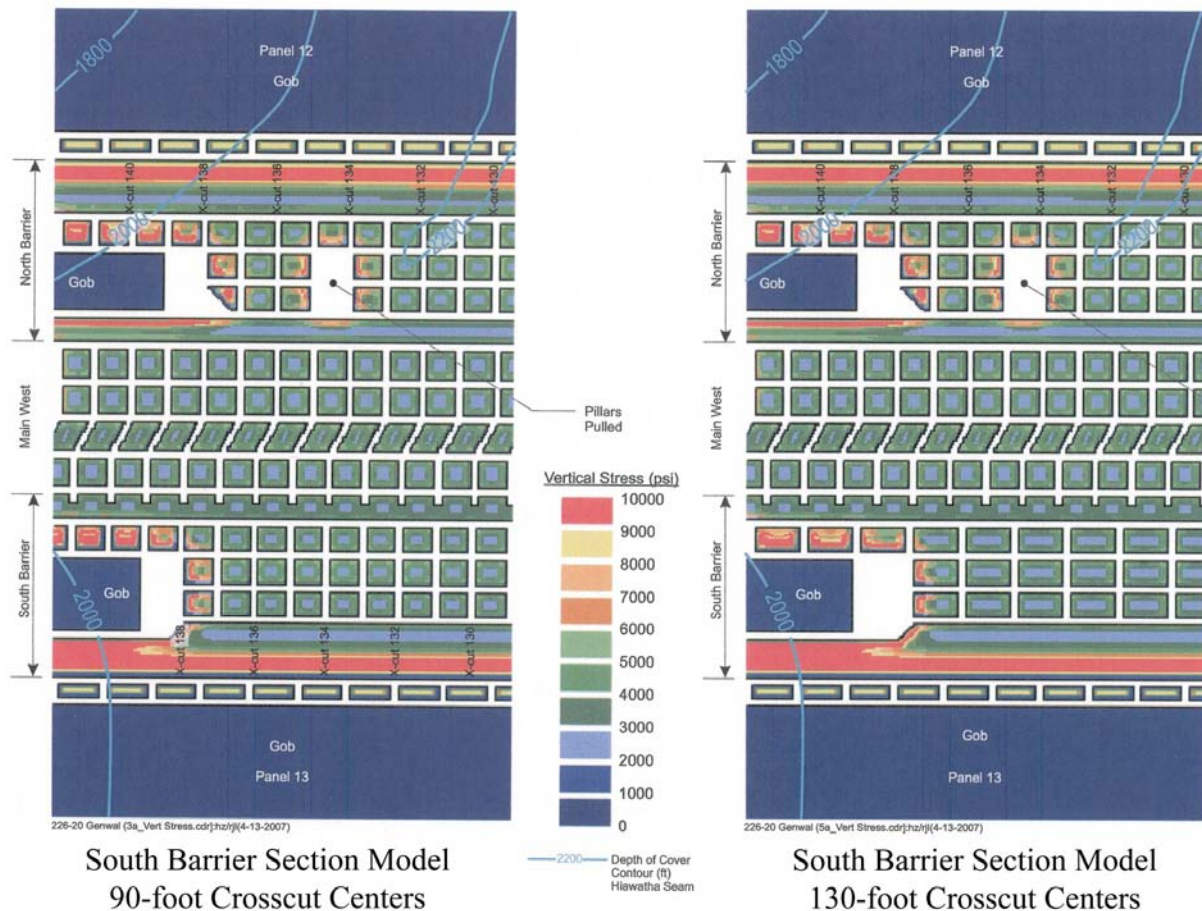 1800
Panel 12
Gob
2000
2200
X-cut 140
X-cut 138
X-cut 136
X-cut 134
X-cut 132
X-cut 130
North Barrier
Gob
Main West
South Barrier
2000
Gob
X-cut 138
X-cut 136
X-cut 134
X-cut 132
X-cut 130
Gob
Panel 13
226-20 Genwal (3a_Vert Stress.cdr):hz/rjl(4-13-2007)
South Barrier Section Model
90-foot Crosscut Centers
Pillars
Pulled
Vertical Stress (psi)
10000
9000
8000
7000
6000
5000
4000
3000
2000
1000
0
2200
Depth of Cover
Contour (ft)
Hiawatha Seam
1800
Panel 12
Gob
2000
2200
X-cut 140
X-cut 138
X-cut 136
X-cut 134
X-cut 132
X-cut 130
North Barrier
Gob
Main West
South Barrier
2000
Gob
Gob
Panel 13
226-20 Genwal (5a_Vert Stress.cdr):hz/rjl(4-13-2007)
South Barrier Section Model
130-foot Crosscut Centers